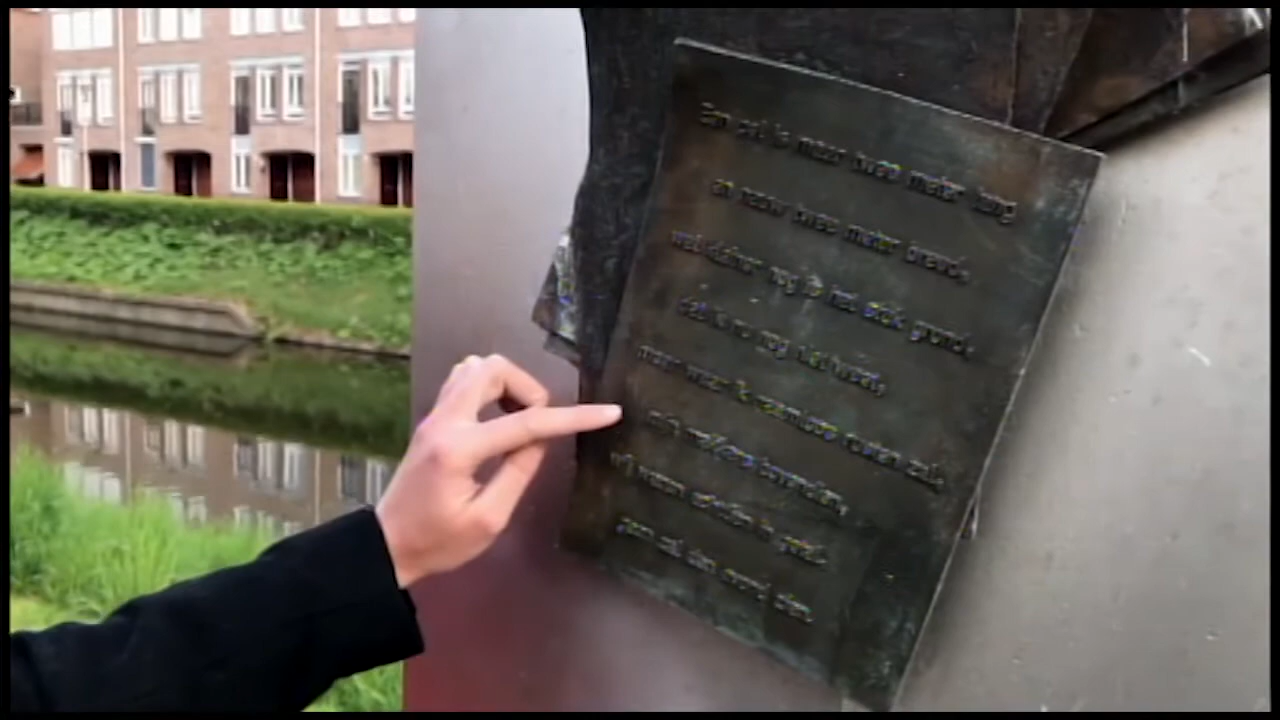 Een cel is maar twee meter lang
en nauw twee meter breed,
wel kleiner nog is het stuk grond,
dat ik nu nog niet weet,
maar waar ik naamloos rusten zal,
mijn makkers bovendien,
wij waren achttien in getal,
geen zal den avond zien.